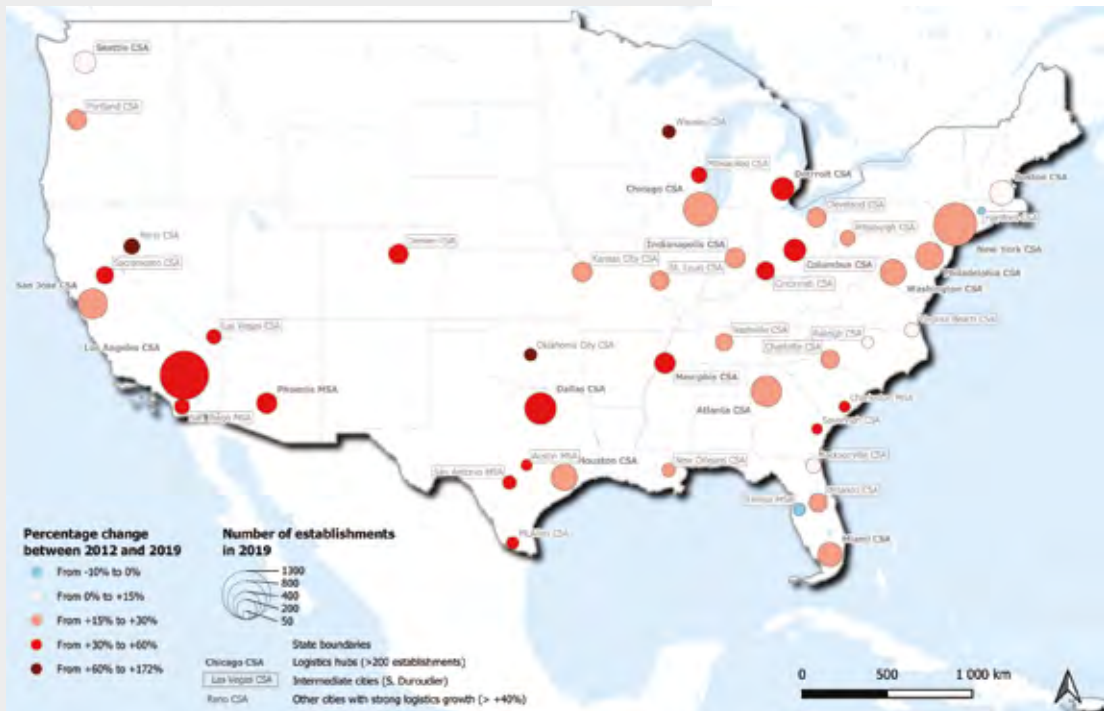 Seattle CSA
Portland CSA
Wausau CSA
Milwaukee CSA
Detroit CSA
Boston CSA
Chicago CSA
Cleveland CSA
Pittsburgh CSA
Reno CSA
Denver CSA
Indianapolis CSA
New York CSA
Sacramento CSA
Kansas City CSA
St. Louis CSA
Columbus CSA
Philadelphia CSA
Cincinnati CSA
San Jose CSA
Washington CSA
Las Vegas CSA
Nashville CSA
Raleigh CSA
Virginia Beach CSA
Los Angeles CSA
Oklahoma City CSA
Charlotte CSA
Memphis CSA
Phoenix MSA
Dallas CSA
Charleston MSA
Atlanta CSA
San Diego MSA
Savannah CSA
Austin MSA
Houston CSA
New Orleans CSA
Jacksonville CSA
San Antonio MSA
Orlando CSA
Tampa MSA
McAllen CSA
Miami CSA
Percentage change
between 2012 and 2019
From -10% to 0%
From 0% to +15%
From +15% to +30%
From +30% to +60%
From +60% to +172%
Number of establishments
in 2019
1300
800
400
200
50
State boundaries
Chicago CSA Logistics hubs (>200 establishments)
Las Vegas CSA Intermediate cities (S. Duroudier)
Reno CSA Other cities with strong logistics growth (> +40%)
0 500 1 000 km